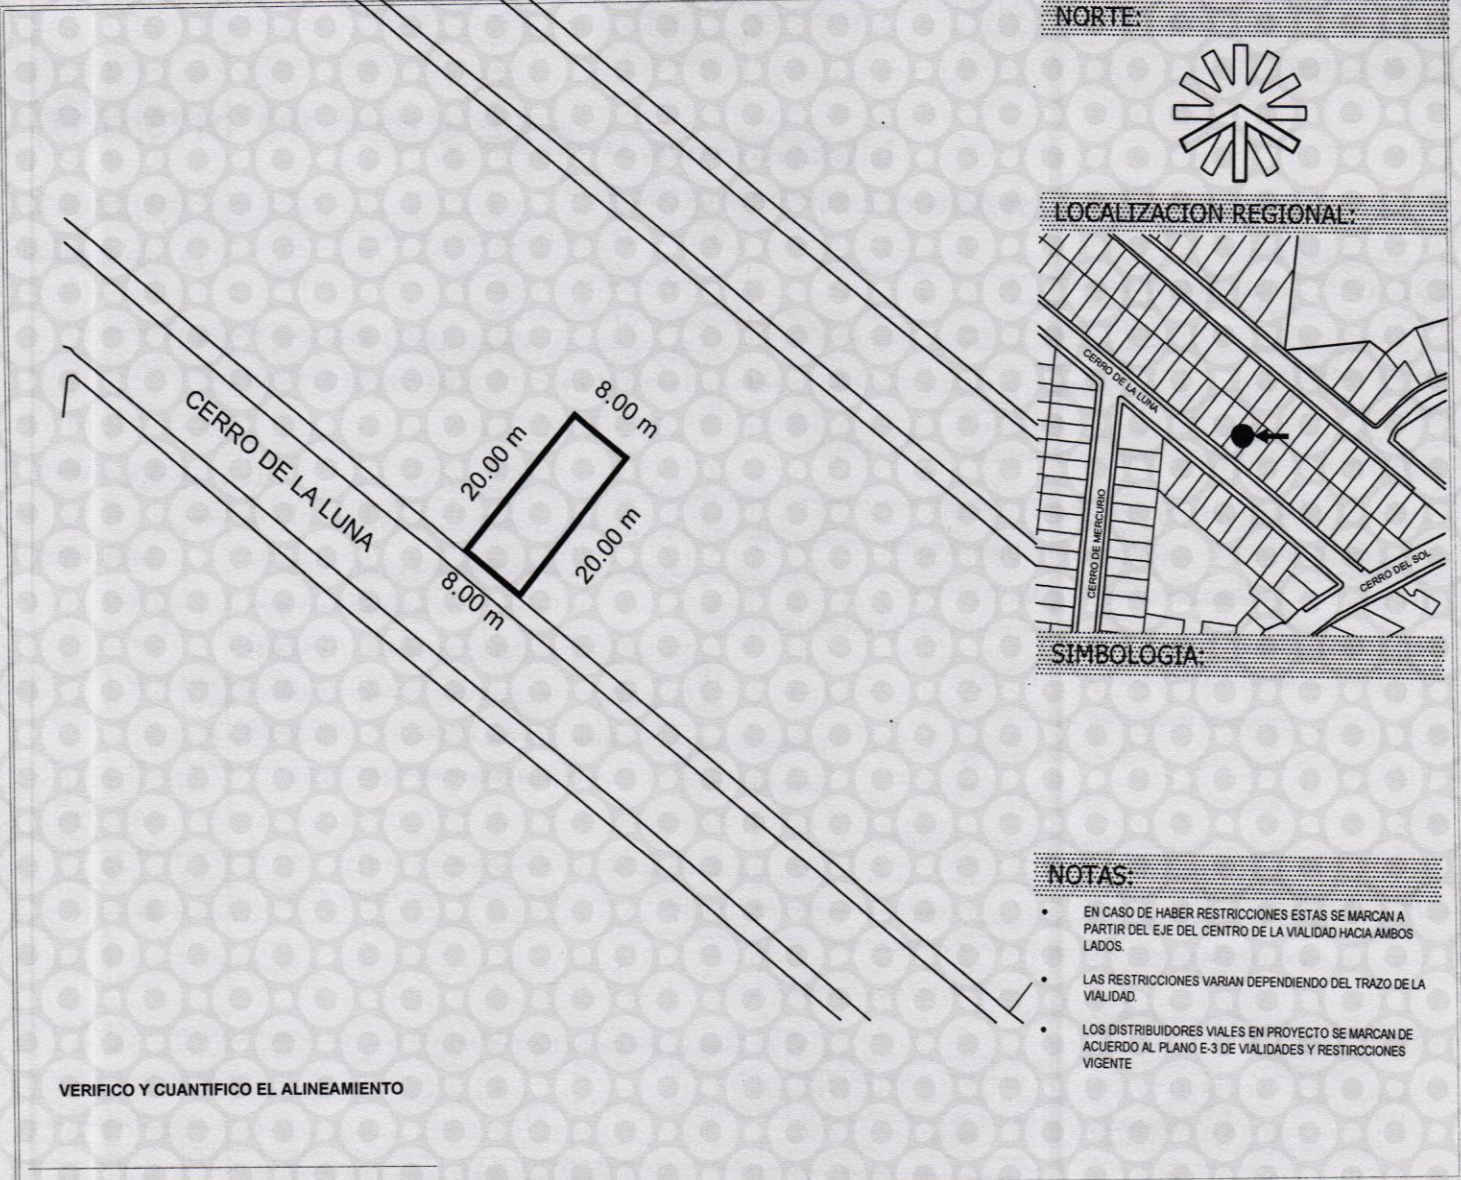 NORTE:
LOCALIZACION REGIONAL:
CERRO DE LA LUNA
CERRO DE MERCURIO
CERRO DEL SOL
SIMBOLOGIA:
CERRO DE LA LUNA
20.00 m
8.00 m
20.00 m
8.00 m
NOTAS:
• EN CASO DE HABER RESTRICCIONES ESTAS SE MARCAN A
PARTIR DEL EJE DEL CENTRO DE LA VIALIDAD HACIA AMBOS
LADOS.
• LAS RESTRICCIONES VARIAN DEPENDIENDO DEL TRAZO DE LA
VIALIDAD.
• LOS DISTRIBUIDORES VIALES EN PROYECTO SE MARCAN DE
ACUERDO AL PLANO E-3 DE VIALIDADES Y RESTIRCCIONES
VIGENTE
VERIFICO Y CUANTIFICO EL ALINEAMIENTO